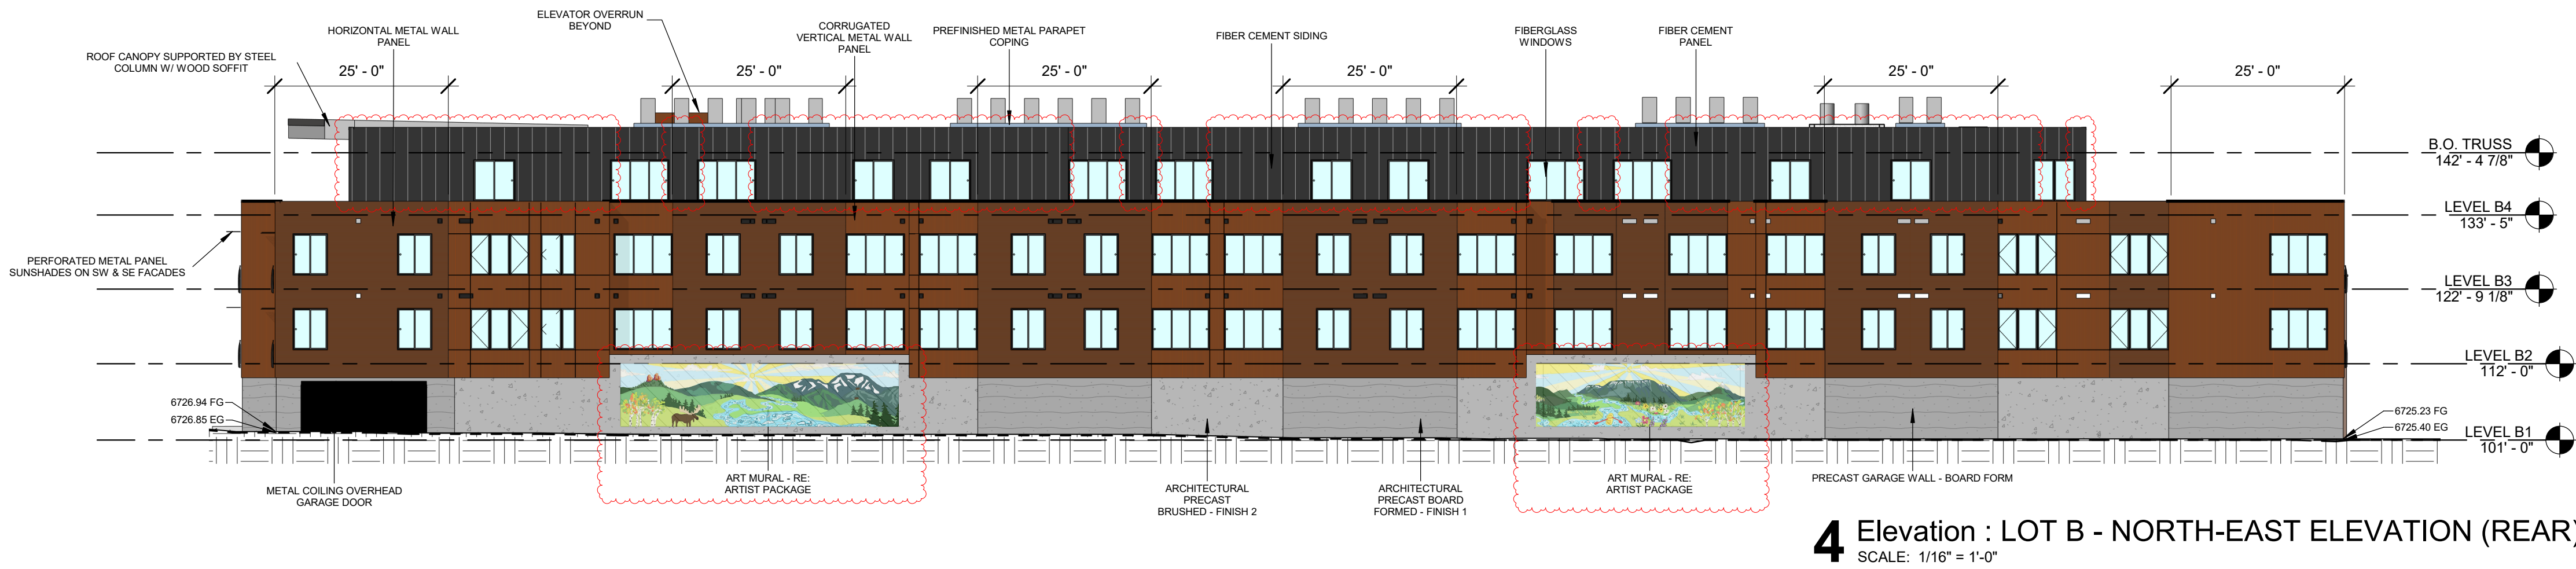 ELEVATOR OVERRUN
BEYOND
HORIZONTAL METAL WALL
PANEL
CORRUGATED
VERTICAL METAL WALL
PANEL
PREFINISHED METAL PARAPET
COPING
FIBER CEMENT SIDING
FIBERGLASS
WINDOWS
FIBER CEMENT
PANEL
ROOF CANOPY SUPPORTED BY STEEL
COLUMN W/ WOOD SOFFIT
25' - 0"
25' - 0"
25' - 0"
25' - 0"
25' - 0"
25' - 0"
B.O. TRUSS
142' - 4 7/8"
LEVEL B4
133' - 5"
PERFORATED METAL PANEL
SUNSHADES ON SW & SE FACADES
LEVEL B3
122' - 9 1/8"
LEVEL B2
112' - 0"
6726.94 FG
6726.85 EG
6725.23 FG
6725.40 EG
LEVEL B1
101' - 0"
METAL COILING OVERHEAD
GARAGE DOOR
ART MURAL - RE:
ARTIST PACKAGE
ARCHITECTURAL
PRECAST
BRUSHED - FINISH 2
ARCHITECTURAL
PRECAST BOARD
FORMED - FINISH 1
ART MURAL - RE:
ARTIST PACKAGE
PRECAST GARAGE WALL - BOARD FORM
4 Elevation : LOT B - NORTH-EAST ELEVATION (REAR)
SCALE: 1/16" = 1'-0"